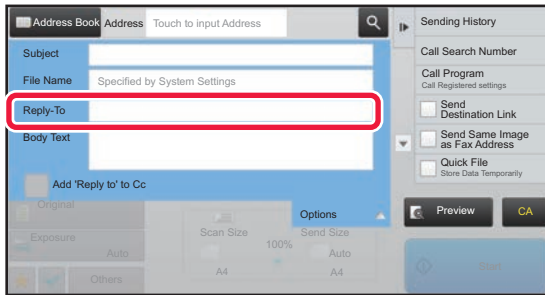 Address Book Address Touch to input Address
Subject
File Name Specified by System Settings
Reply-To
Body Text
Add 'Reply to' to Cc
Options
Original
Exposure
Auto
Others
Scan Size
A4
100%
Send Size
Auto
A4
Sending History
Call Search Number
Call Program
Call Registered settings
Send
Destination Link
Send Same Image
as Fax Address
Quick File
Store Data Temporarily
Preview CA
Start